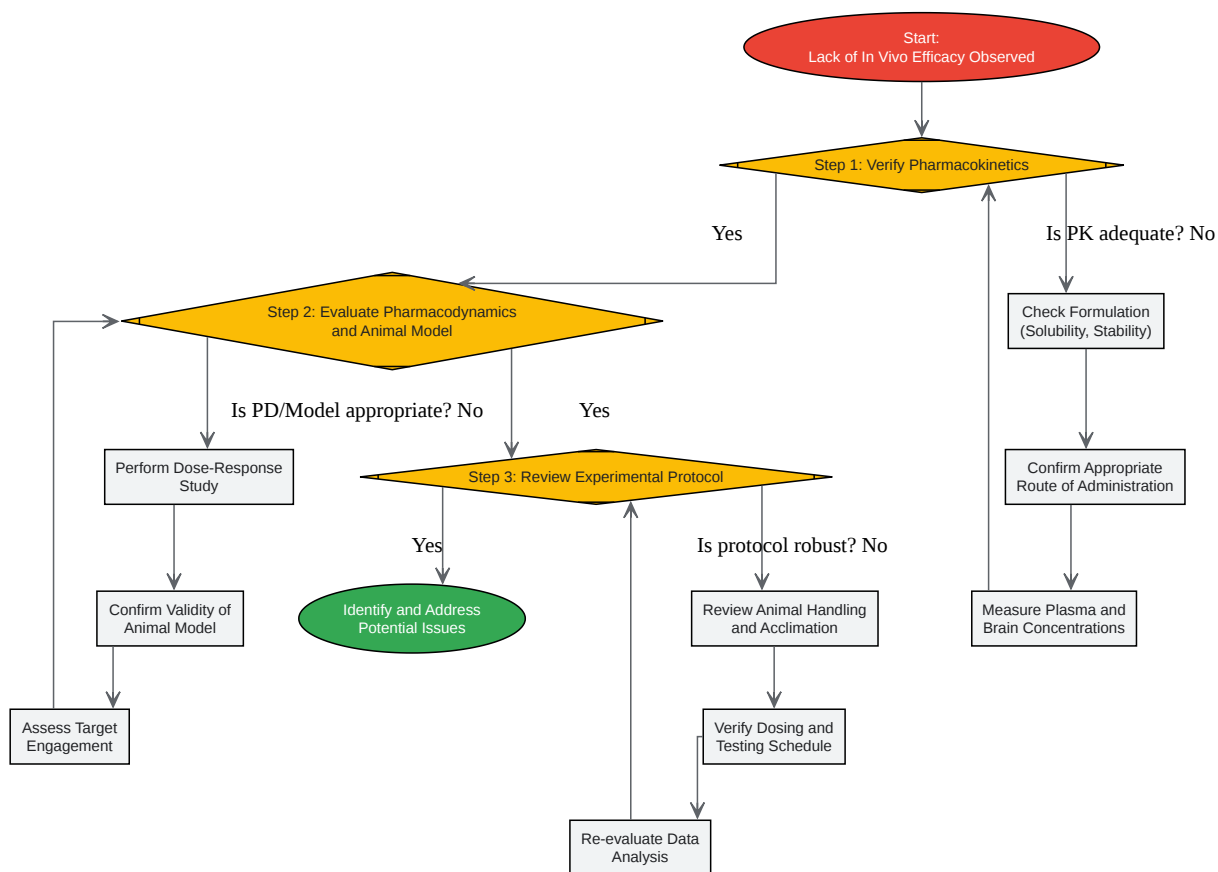 Start:
Lack of In Vivo Efficacy Observed
Step 1: Verify Pharmacokinetics
Yes
Is PK adequate? No
Step 2: Evaluate Pharmacodynamics
and Animal Model
Check Formulation
(Solubility, Stability)
Is PD/Model appropriate? No
Yes
Perform Dose-Response
Study
Step 3: Review Experimental Protocol
Confirm Appropriate
Route of Administration
Yes
Is protocol robust? No
Confirm Validity of
Animal Model
Identify and Address
Potential Issues
Review Animal Handling
and Acclimation
Measure Plasma and
Brain Concentrations
Assess Target
Engagement
Verify Dosing and
Testing Schedule
Re-evaluate Data
Analysis